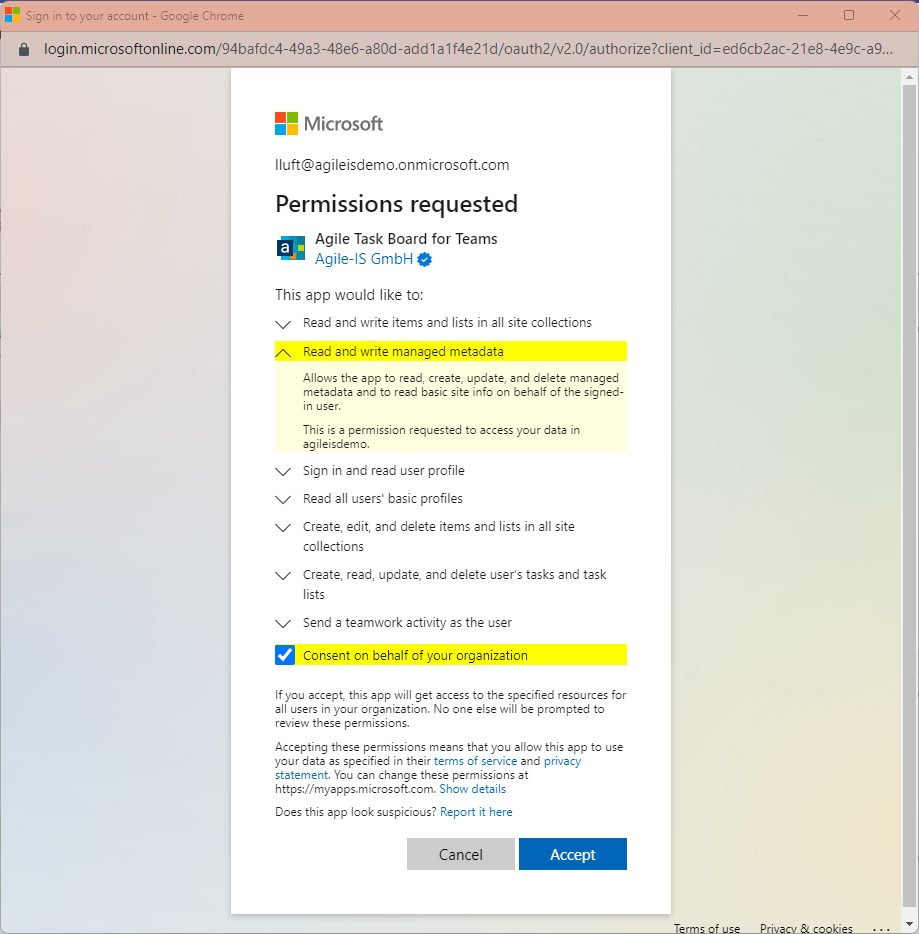 Sign in to your account - Google Chrome
login.microsoftonline.com/94bafdc4-49a3-48e6-a80d-add1a1f4e21d/oauth2/v2.0/authorize?client_id=ed6cb2ac-21e8-4e9c-a9...
Microsoft
lluft@agileisdemo.onmicrosoft.com
Permissions requested
a
Agile Task Board for Teams
Agile-IS GmbH
This app would like to:
Read and write items and lists in all site collections
Read and write managed metadata
Allows the app to read, create, update, and delete managed
metadata and to read basic site info on behalf of the signed-
in user.
This is a permission requested to access your data in
agileisdemo.
Sign in and read user profile
Read all users' basic profiles
Create, edit, and delete items and lists in all site
collections
Create, read, update, and delete user's tasks and task
lists
Send a teamwork activity as the user
Consent on behalf of your organization
If you accept, this app will get access to the specified resources for
all users in your organization. No one else will be prompted to
review these permissions.
Accepting these permissions means that you allow this app to use
your data as specified in their terms of service and privacy
statement. You can change these permissions at
https://myapps.microsoft.com. Show details
Does this app look suspicious? Report it here
Cancel
Accept
Terms of use Privacy & cookies ...